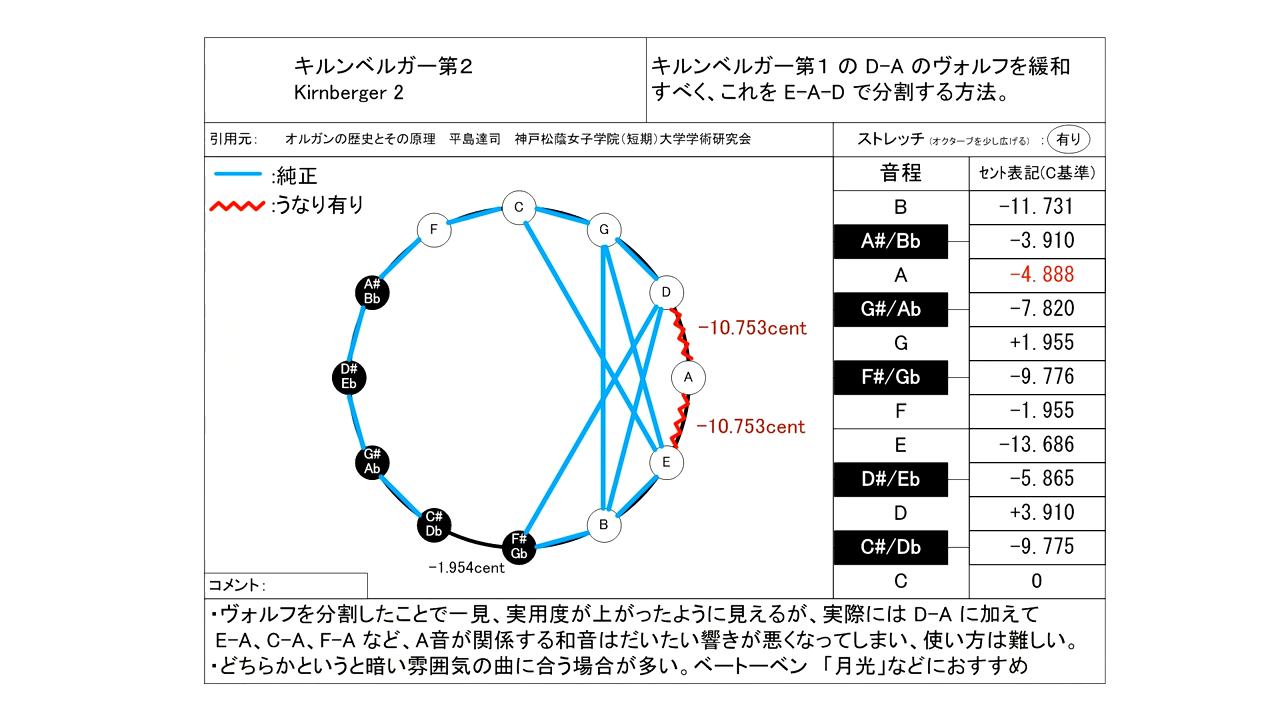 キルンベルガー第２
Kirnberger 2
キルンベルガー第１ の D-A のヴォルフを緩和
すべく、これを E-A-D で分割する方法。
引用元: オルガンの歴史とその原理 平島達司 神戸松蔭女子学院(短期)大学学術研究会
ストレッチ (オクターブを少し広げる) : 有り
:純正
:うなり有り
C
G
D
A
E
B
F#
Gb
C#
Db
G#
Ab
D#
Eb
A#
Bb
F
-10.753cent
-10.753cent
-1.954cent
音程 セント表記(C基準)
B -11.731
A#/Bb -3.910
A -4.888
G#/Ab -7.820
G +1.955
F#/Gb -9.776
F -1.955
E -13.686
D#/Eb -5.865
D +3.910
C#/Db -9.775
C 0
コメント:
・ヴォルフを分割したことで一見、実用度が上がったように見えるが、実際には D-A に加えて
E-A、C-A、F-A など、A音が関係する和音はだいたい響きが悪くなってしまい、使い方は難しい。
・どちらかというと暗い雰囲気の曲に合う場合が多い。ベートーベン 「月光」などにおすすめ